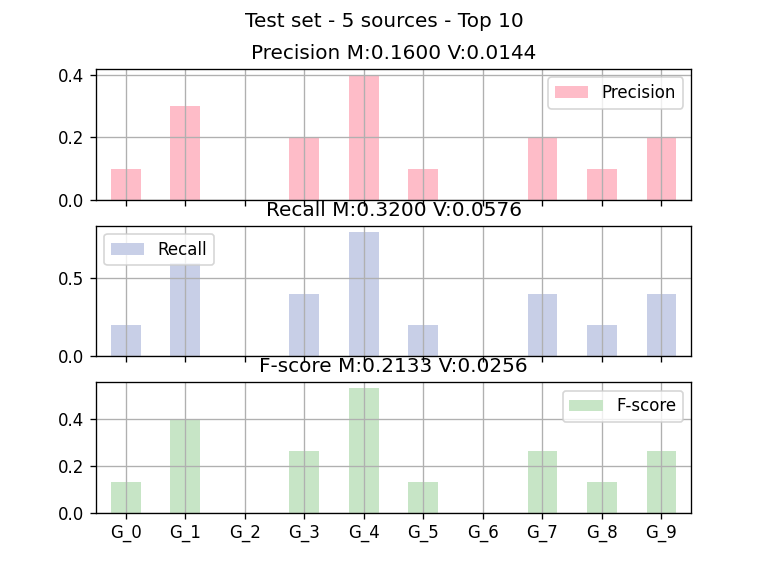 Test set - 5 sources - Top 10
Precision M:0.1600 V:0.0144
0.4
0.2
0.0
Precision
Recall M:0.3200 V:0.0576
0.5
0.0
Recall
F-score M:0.2133 V:0.0256
0.4
0.2
0.0
F-score
G_0 G_1 G_2 G_3 G_4 G_5 G_6 G_7 G_8 G_9